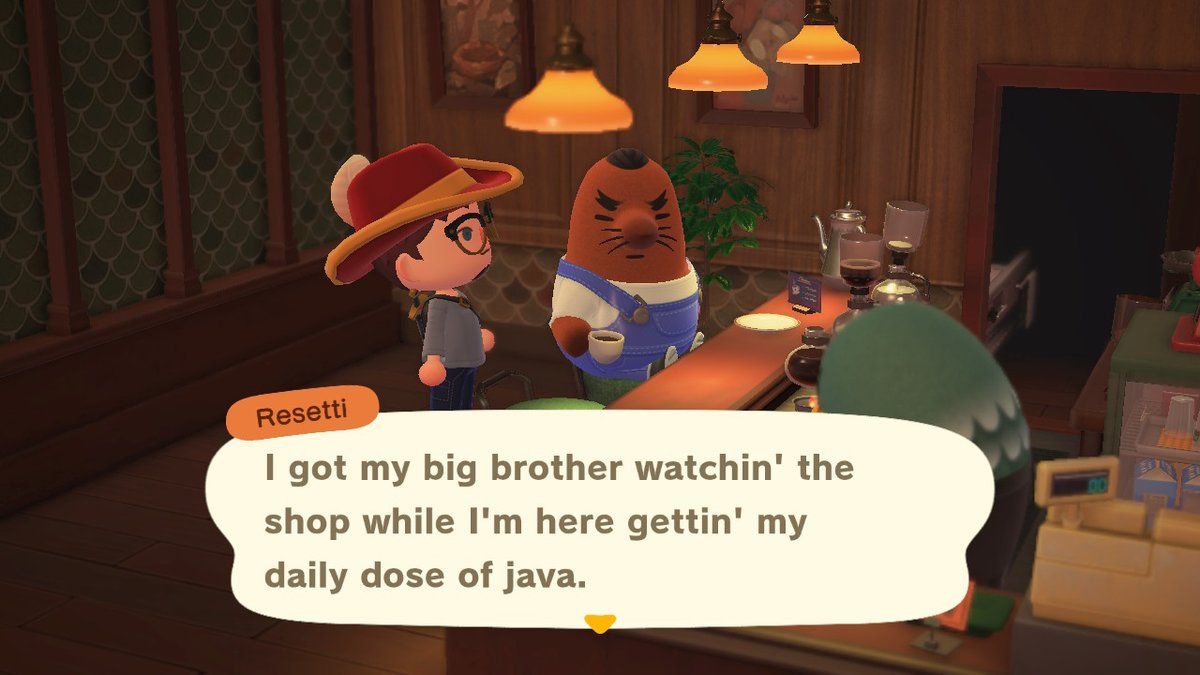 Resetti
I got my big brother watchin' the
shop while I'm here gettin' my
daily dose of java.